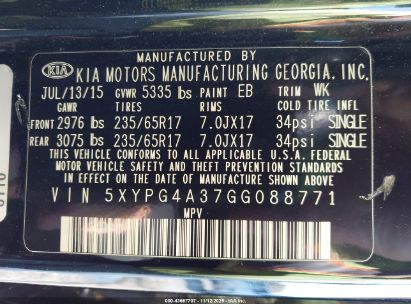 MANUFACTURED BY
KIA KIA MOTORS MANUFACTURING GEORGIA, INC.
JUL/13/15 GVWR 5335 lbs PAINT EB TRIM WK
GAWR TIRES RIMS COLD TIRE INFL
FRONT 2976 lbs 235/65R17 7.0JX17 34psi SINGLE
REAR 3075 lbs 235/65R17 7.0JX17 34psi SINGLE
THIS VEHICLE CONFORMS TO ALL APPLICABLE U.S.A. FEDERAL
MOTOR VEHICLE SAFETY AND THEFT PREVENTION STANDARDS
IN EFFECT ON THE DATE OF MANUFACTURE SHOWN ABOVE
VIN 5XYPG4A37GG088771
MPV